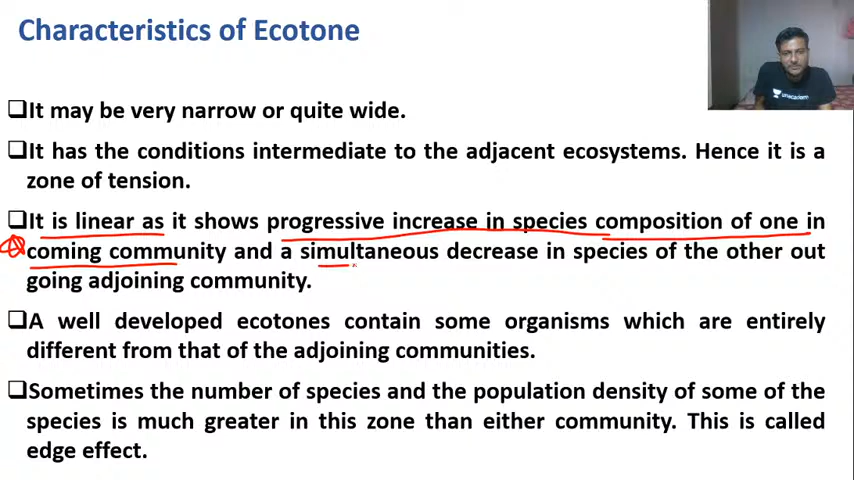 Characteristics of Ecotone
❑It may be very narrow or quite wide.
❑It has the conditions intermediate to the adjacent ecosystems. Hence it is a
zone of tension.
❑It is linear as it shows progressive increase in species composition of one in
coming community and a simultaneous decrease in species of the other out
going adjoining community.
❑A well developed ecotones contain some organisms which are entirely
different from that of the adjoining communities.
❑Sometimes the number of species and the population density of some of the
species is much greater in this zone than either community. This is called
edge effect.
unacademy